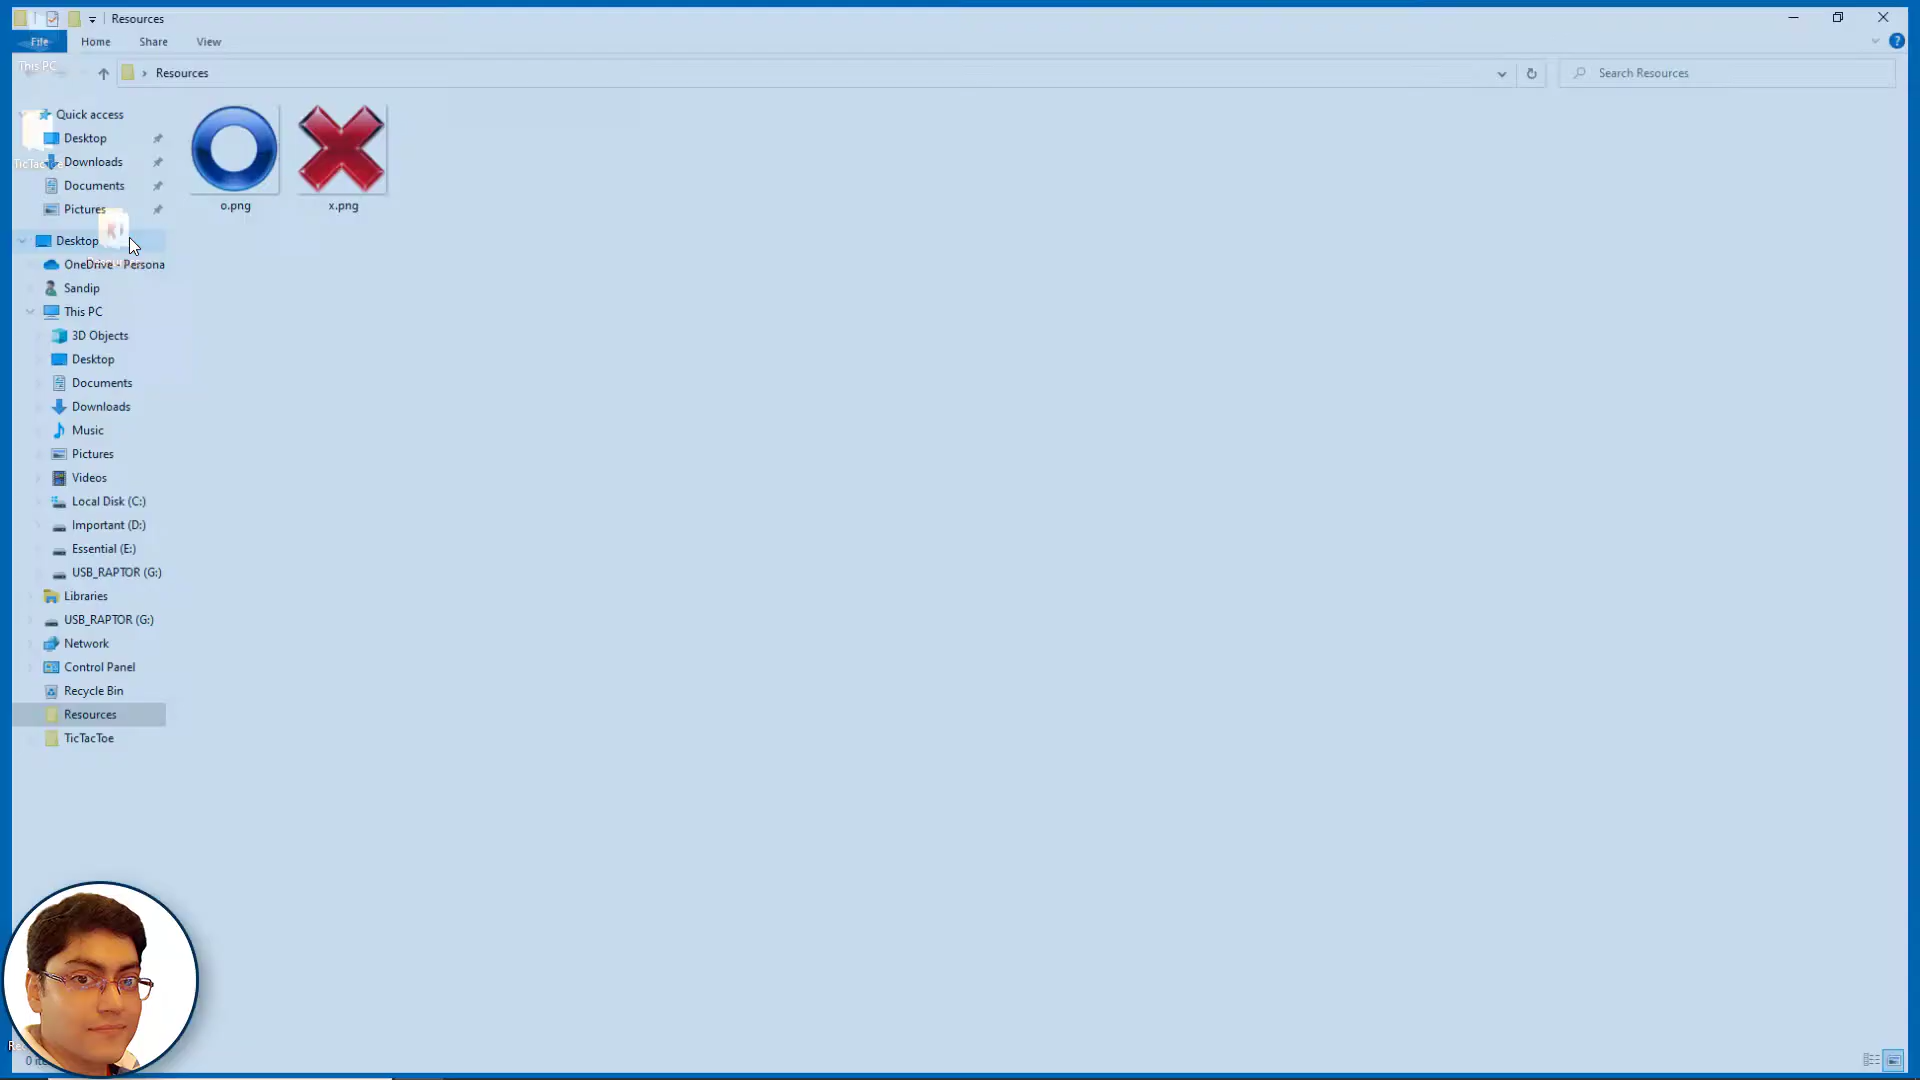 Resources
File
Home
Share
View
This PC
Resources
Search Resources
Quick access
Desktop
Downloads
Documents
Pictures
Desktop
OneDrive - Persona
Sandip
This PC
3D Objects
Desktop
Documents
Downloads
Music
Pictures
Videos
Local Disk (C:)
Important (D:)
Essential (E:)
USB_RAPTOR (G:)
Libraries
USB_RAPTOR (G:)
Network
Control Panel
Recycle Bin
Resources
TicTacToe
o.png
x.png